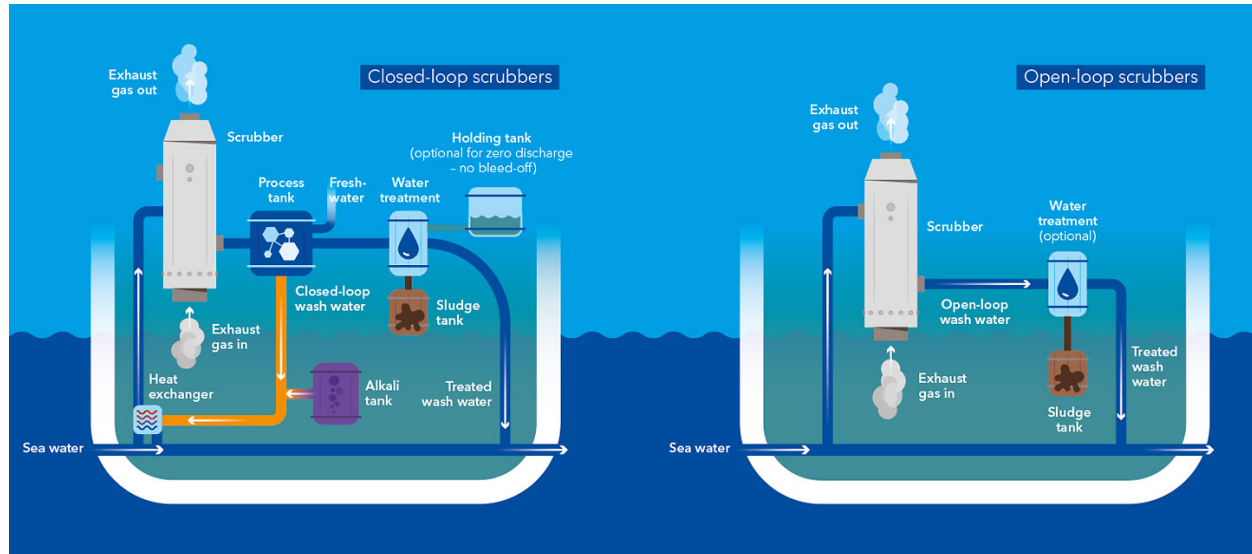 Closed-loop scrubbers
Exhaust
gas out
Scrubber
Holding tank
(optional for zero discharge
– no bleed-off)
Process
tank
Fresh-
water
Water
treatment
Closed-loop
wash water
Sludge
tank
Exhaust
gas in
Heat
exchanger
Alkali
tank
Treated
wash water
Sea water
Open-loop scrubbers
Exhaust
gas out
Scrubber
Water
treatment
(optional)
Open-loop
wash water
Exhaust
gas in
Sludge
tank
Treated
wash
water
Sea water